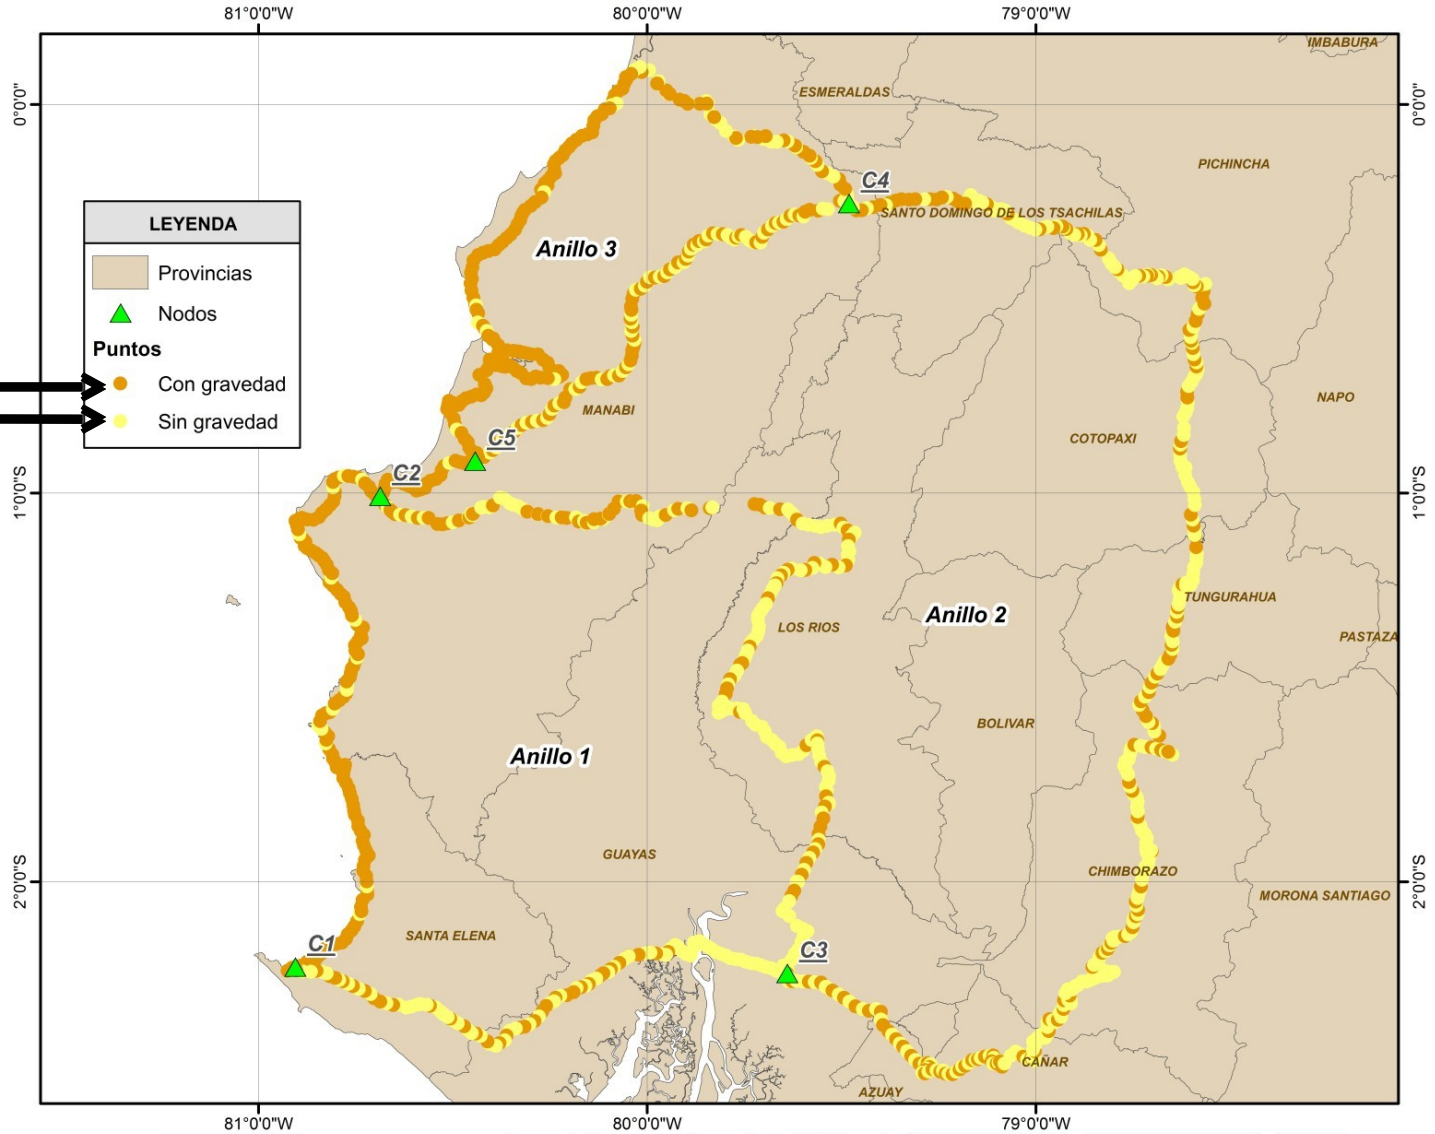 81°0'0"W
80°0'0"W
79°0'0"W
IMBABURA
0°0'0"
ESMERALDAS
0°0'0"
PICHINCHA
C4
SANTO DOMINGO DE LOS TSACHILAS
LEYENDA
Provincias
Nodos
Puntos
Con gravedad
Sin gravedad
Anillo 3
MANABI
NAPO
COTOPAXI
C5
C2
1°0'0"S
1°0'0"S
TUNGURAHUA
Anillo 2
LOS RIOS
PASTAZA
BOLIVAR
Anillo 1
GUAYAS
CHIMBORAZO
2°0'0"S
2°0'0"S
MORONA SANTIAGO
SANTA ELENA
C1
C3
CAÑAR
AZUAY
81°0'0"W
80°0'0"W
79°0'0"W